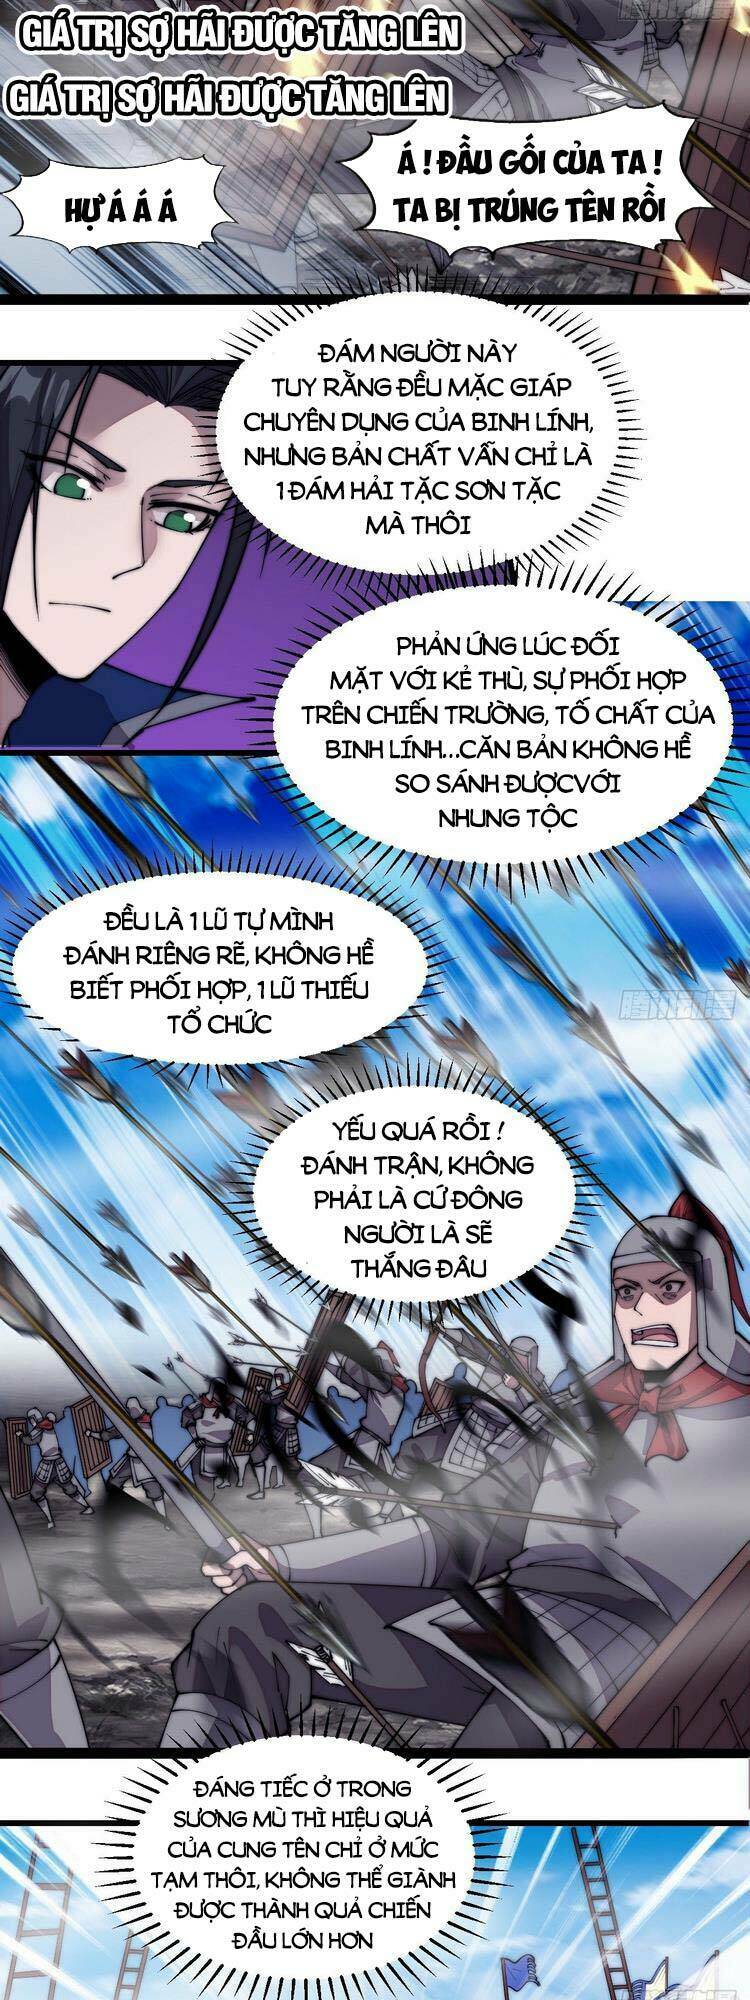 GIÁ TRỊ SỢ HÃI ĐƯỢC TĂNG LÊN
GIÁ TRỊ SỢ HÃI ĐƯỢC TĂNG LÊN
Á ! ĐẦU GỐI CỦA TA !
TA BỊ TRÚNG TÊN RỒI
HỰ Á Á Á
ĐÁM NGƯỜI NÀY
TUY RẰNG ĐỀU MẶC GIÁP
CHUYÊN DỤNG CỦA BINH LÍNH,
NHƯNG BẢN CHẤT VẪN CHỈ LÀ
1 ĐÁM HẢI TẶC SƠN TẶC
MÀ THÔI
PHẢN ỨNG LÚC ĐỐI
MẶT VỚI KẺ THÙ, SỰ PHỐI HỢP
TRÊN CHIẾN TRƯỜNG, TỐ CHẤT CỦA
BINH LÍNH...CĂN BẢN KHÔNG HỀ
SO SÁNH ĐƯỢCVỚI
NHUNG TỘC
ĐỀU LÀ 1 LŨ TỰ MÌNH
ĐÁNH RIÊNG RẼ, KHÔNG HỀ
BIẾT PHỐI HỢP, 1 LŨ THIẾU
TỔ CHỨC
腾讯动漫
YẾU QUÁ RỒI !
ĐÁNH TRẬN, KHÔNG
PHẢI LÀ CỨ ĐÔNG
NGƯỜI LÀ SẼ
THẮNG ĐÂU
ĐÁNG TIẾC Ở TRONG
SƯƠNG MÙ THÌ HIỆU QUẢ
CỦA CUNG TÊN CHỈ Ở MỨC
TẠM THÔI, KHÔNG THỂ GIÀNH
ĐƯỢC THÀNH QUẢ CHIẾN
ĐẤU LỚN HƠN